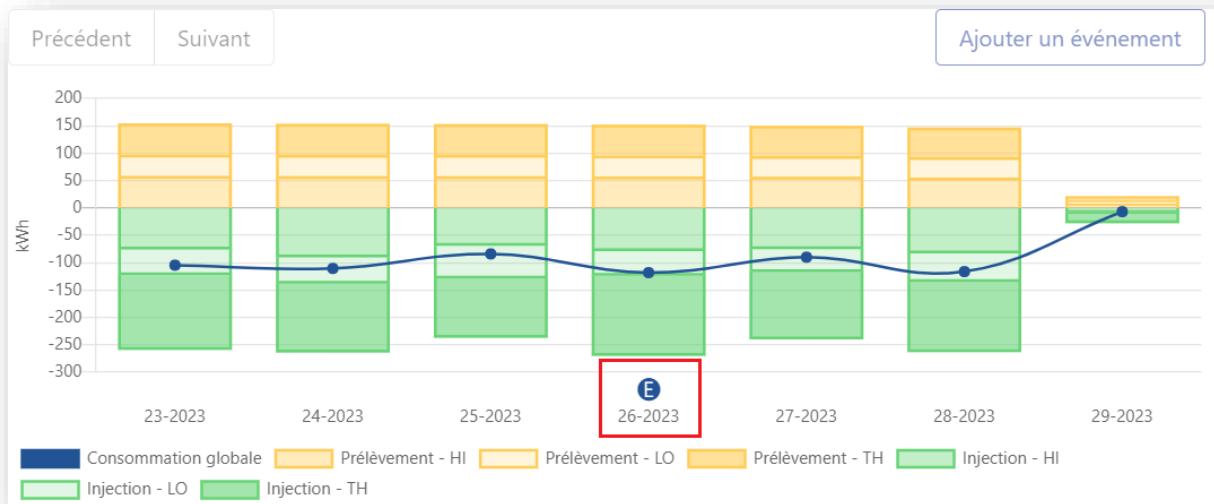 Précédent Suivant Ajouter un événement
200
150
100
50
0
-50
-100
-150
-200
-250
-300
kWh
E
23-2023 24-2023 25-2023 26-2023 27-2023 28-2023 29-2023
Consommation globale Prélèvement - HI Prélèvement - LO Prélèvement - TH Injection - HI
Injection - LO Injection - TH